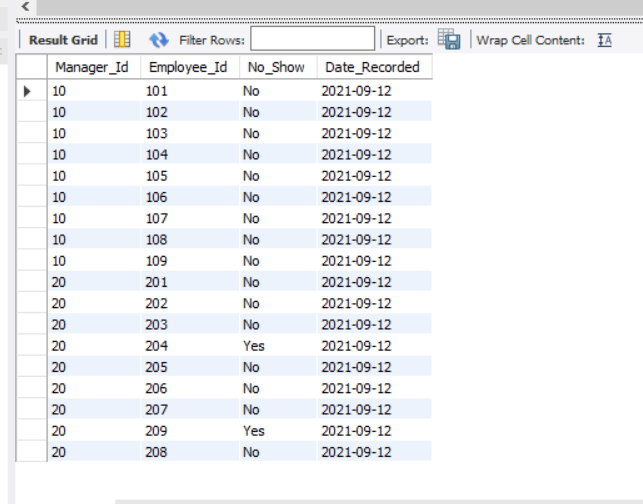 Result Grid Filter Rows: Export: Wrap Cell Content: IA
Manager_Id Employee_Id No_Show Date_Recorded
10 101 No 2021-09-12
10 102 No 2021-09-12
10 103 No 2021-09-12
10 104 No 2021-09-12
10 105 No 2021-09-12
10 106 No 2021-09-12
10 107 No 2021-09-12
10 108 No 2021-09-12
10 109 No 2021-09-12
20 201 No 2021-09-12
20 202 No 2021-09-12
20 203 No 2021-09-12
20 204 Yes 2021-09-12
20 205 No 2021-09-12
20 206 No 2021-09-12
20 207 No 2021-09-12
20 209 Yes 2021-09-12
20 208 No 2021-09-12